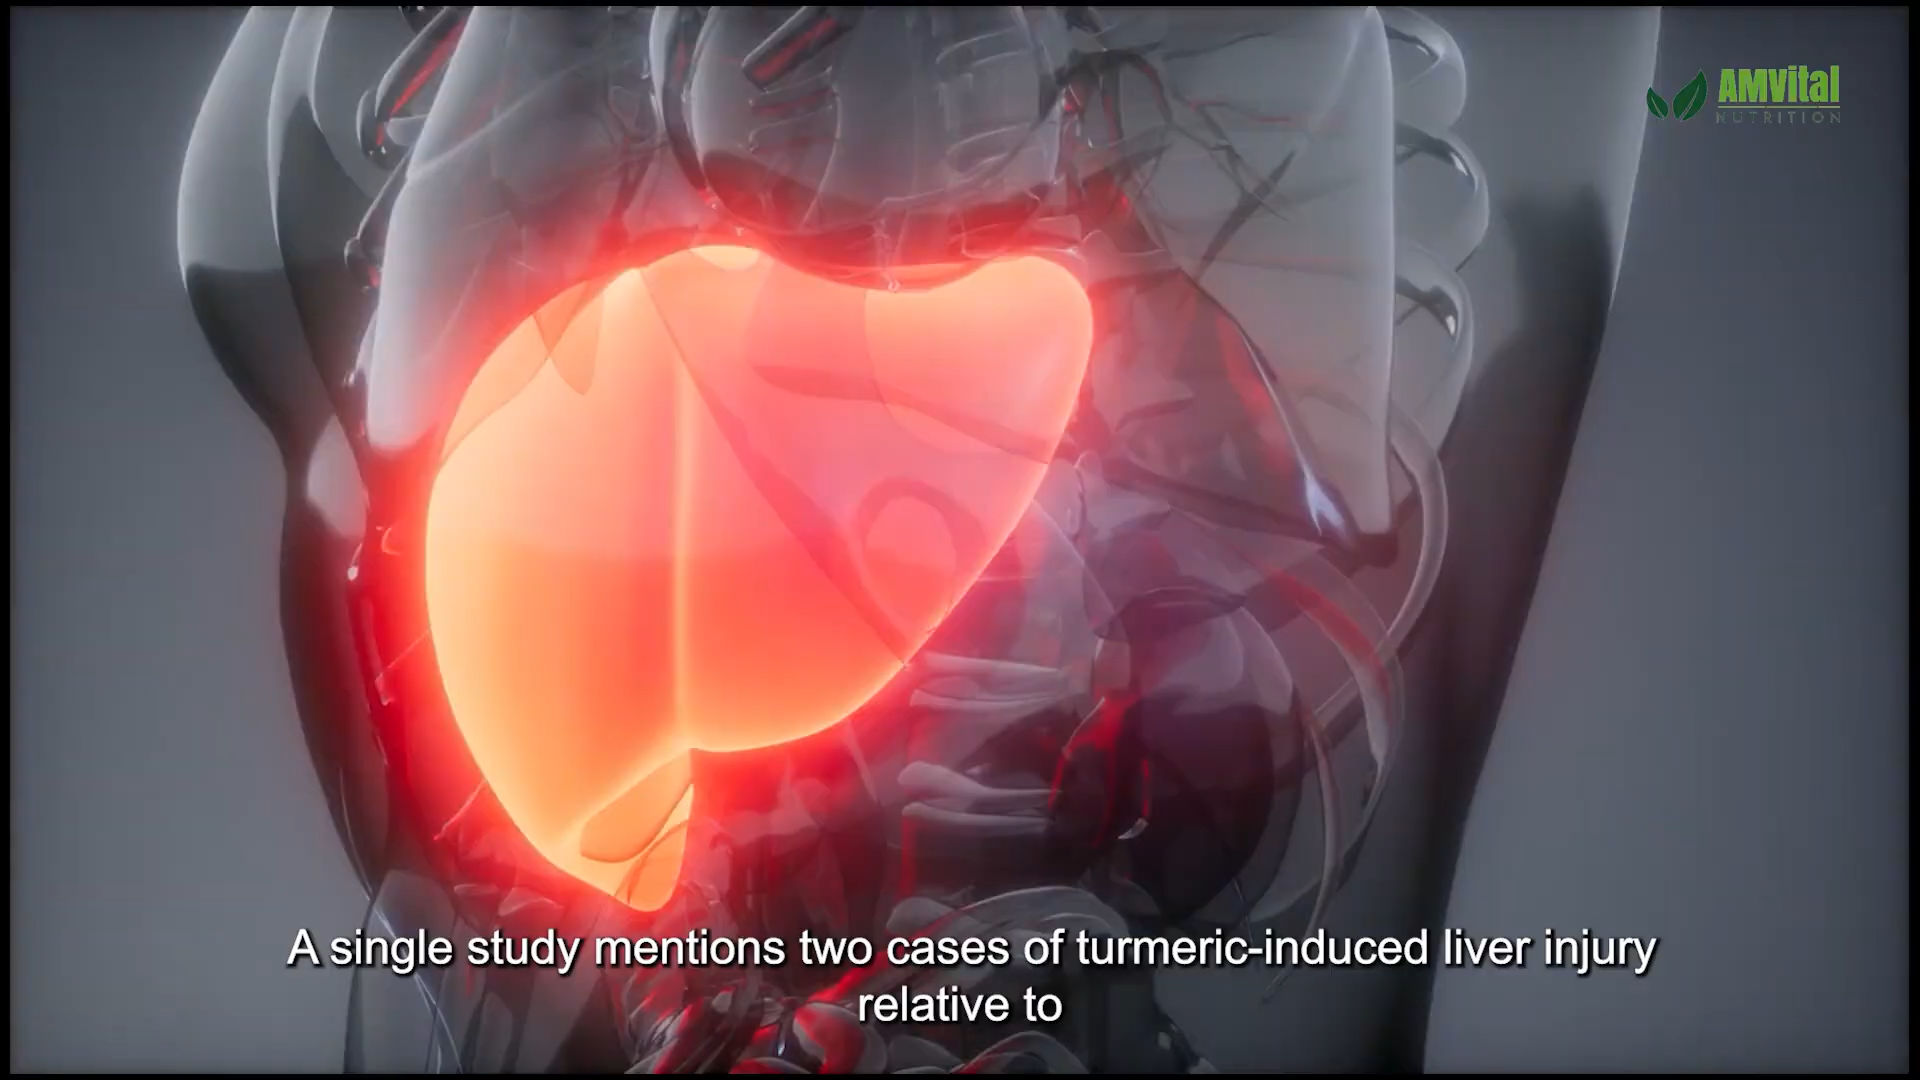 AMVital
NUTRITION
A single study mentions two cases of turmeric-induced liver injury
relative to